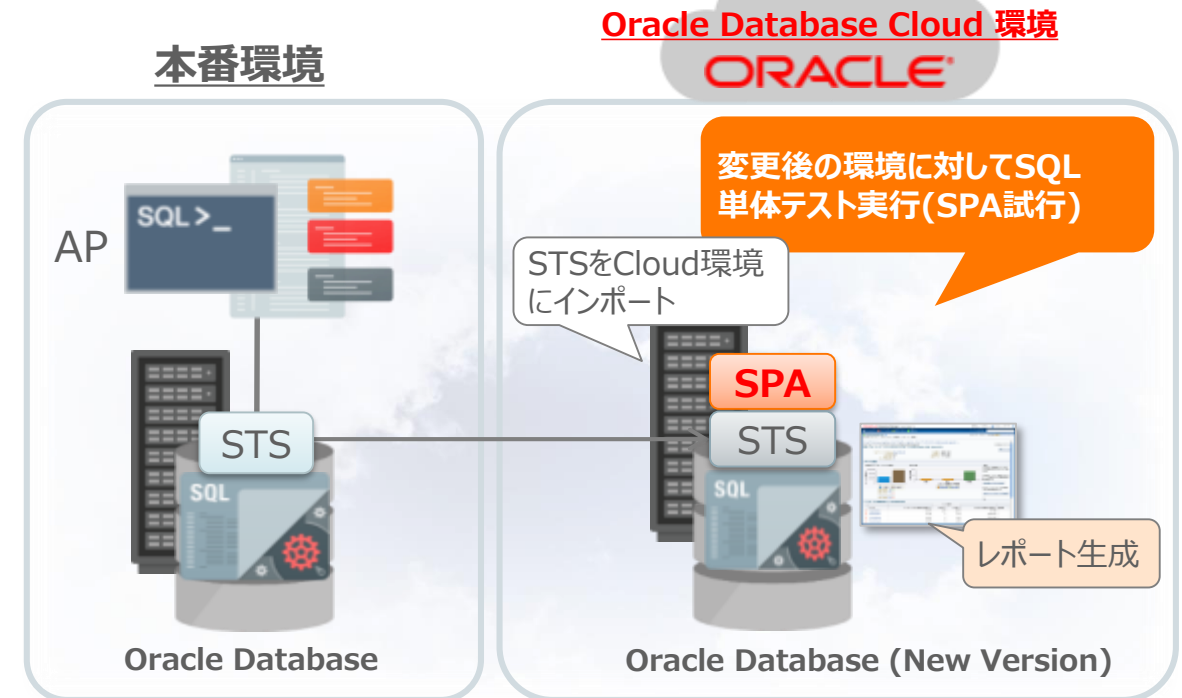 本番環境
Oracle Database Cloud 環境
ORACLE
変更後の環境に対してSQL
単体テスト実行(SPA試行)
SQL>_
AP
STSをCloud環境
にインポート
SPA
STS
STS
SQL
SQL
レポート生成
Oracle Database
Oracle Database (New Version)